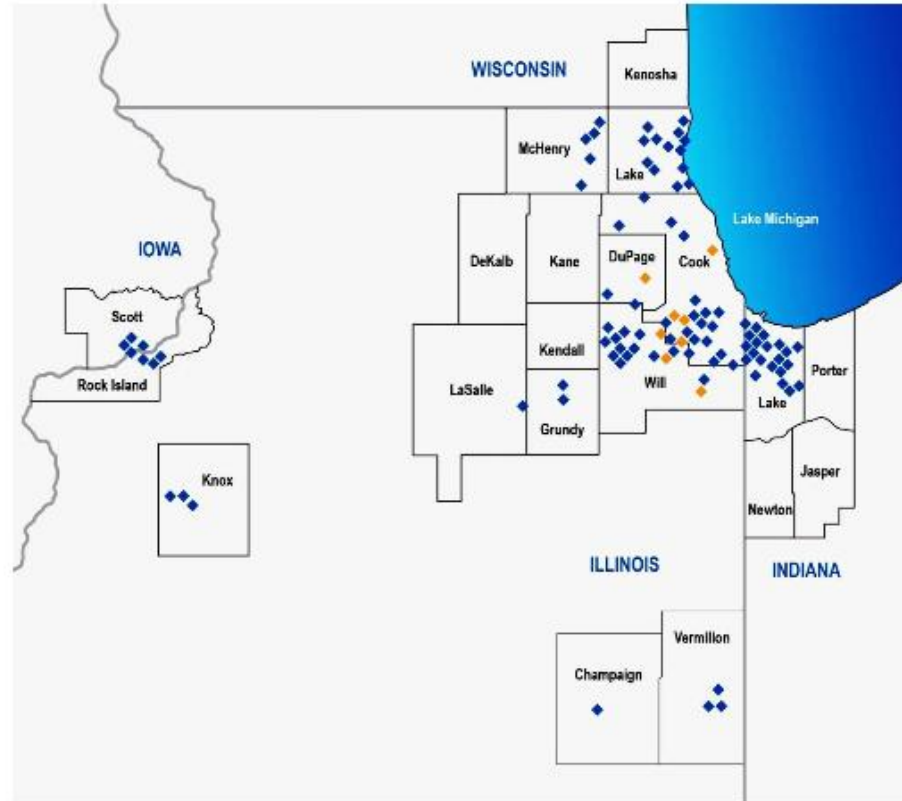 WISCONSIN
Kenosha
McHenry
Lake
Lake Michigan
IOWA
DeKalb
Kane
DuPage
Cook
Scott
Rock Island
Kendall
LaSalle
Will
Lake
Porter
Grundy
Knox
Jasper
Newton
ILLINOIS
INDIANA
Vermilion
Champaign